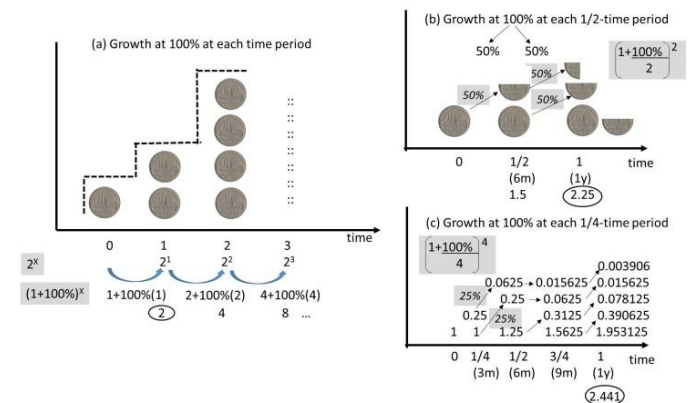 (a) Growth at 100% at each time period
::
::
::
::
::
::
::
time
0 1 2 3
2^x 2^1 2^2 2^3
(1+100%)^x 1+100%(1) 2+100%(2) 4+100%(4)
2 4 8 ...
(b) Growth at 100% at each 1/2-time period
50% 50%
(1+100%/2)^2
50%
50% 50%
0 1/2 1 time
(6m) (1y)
1.5 2.25
(c) Growth at 100% at each 1/4-time period
(1+100%/4)^4
0.003906
0.0625 0.015625 0.015625
25% 0.25 0.0625 0.078125
0.25 25% 0.3125 0.390625
1 1 1.25 1.5625 1.953125
0 1/4 1/2 3/4 1 time
(3m) (6m) (9m) (1y)
2.441